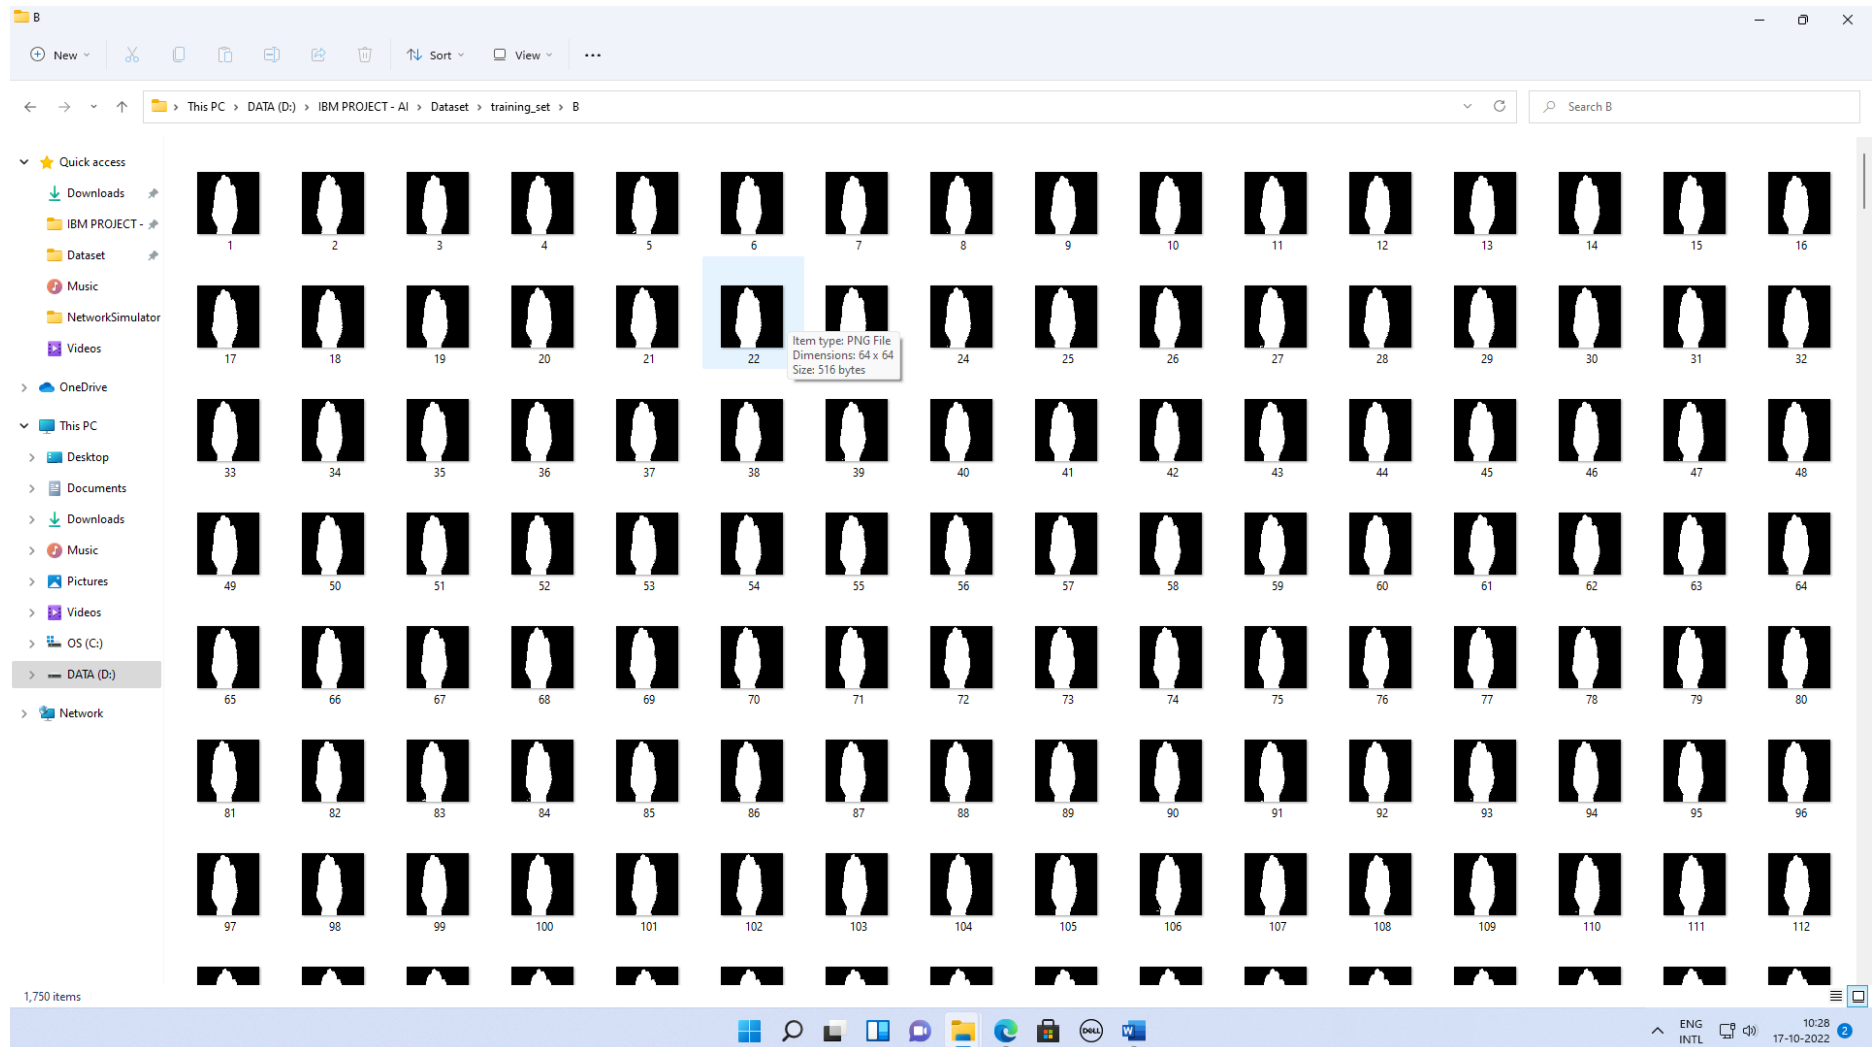 B
New
Sort
View
This PC > DATA (D:) > IBM PROJECT - AI > Dataset > training_set > B
Search B
Quick access
Downloads
IBM PROJECT -
Dataset
Music
NetworkSimulator
Videos
OneDrive
This PC
Desktop
Documents
Downloads
Music
Pictures
Videos
OS (C:)
DATA (D:)
Network
1 2 3 4 5 6 7 8 9 10 11 12 13 14 15 16
17 18 19 20 21 22 24 25 26 27 28 29 30 31 32
Item type: PNG File
Dimensions: 64 x 64
Size: 516 bytes
33 34 35 36 37 38 39 40 41 42 43 44 45 46 47 48
49 50 51 52 53 54 55 56 57 58 59 60 61 62 63 64
65 66 67 68 69 70 71 72 73 74 75 76 77 78 79 80
81 82 83 84 85 86 87 88 89 90 91 92 93 94 95 96
97 98 99 100 101 102 103 104 105 106 107 108 109 110 111 112
1,750 items
DELL
W
ENG
INTL
10:28
17-10-2022
2